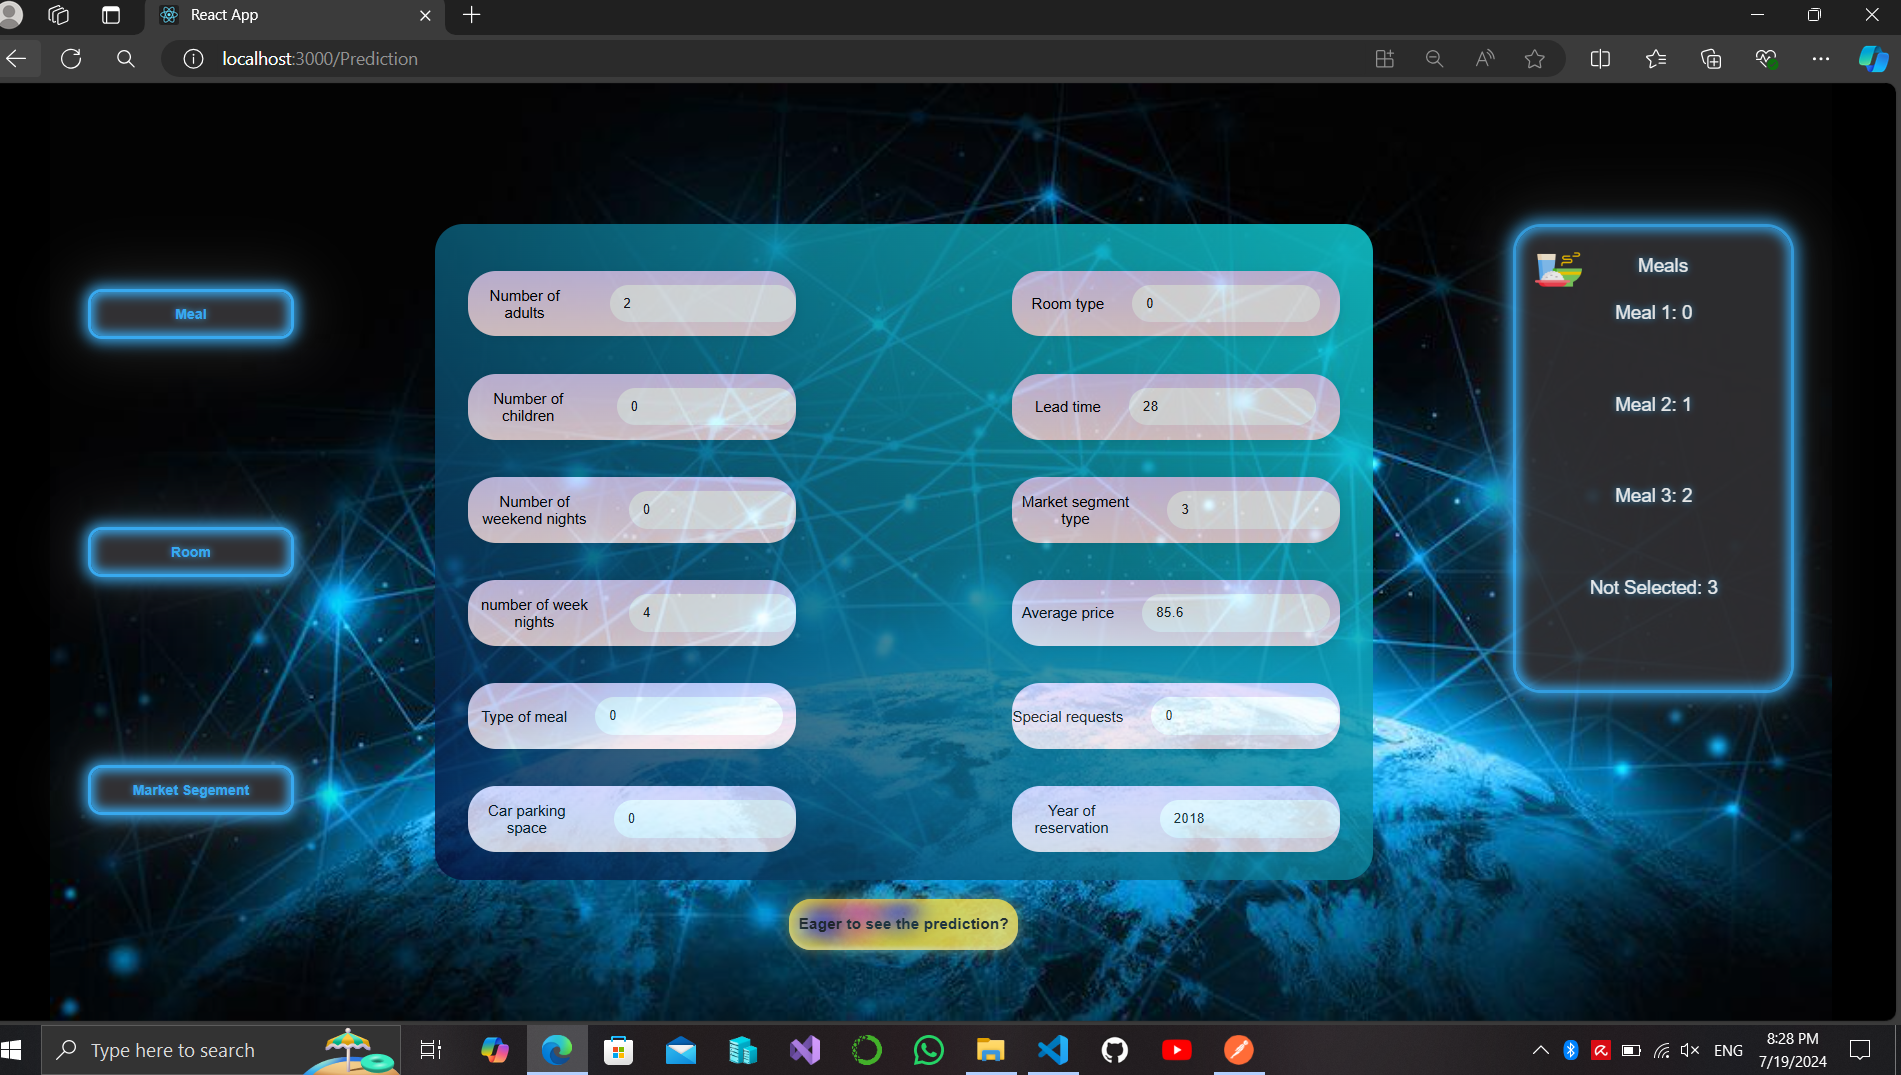 React App
localhost:3000/Prediction
Meal
Room
Market Segement
Number of
adults
2
Number of
children
0
Number of
weekend nights
0
number of week
nights
4
Type of meal
0
Car parking
space
0
Room type
0
Lead time
28
Market segment
type
3
Average price
85.6
Special requests
0
Year of
reservation
2018
Eager to see the prediction?
Meals
Meal 1: 0
Meal 2: 1
Meal 3: 2
Not Selected: 3
Type here to search
ENG
8:28 PM
7/19/2024